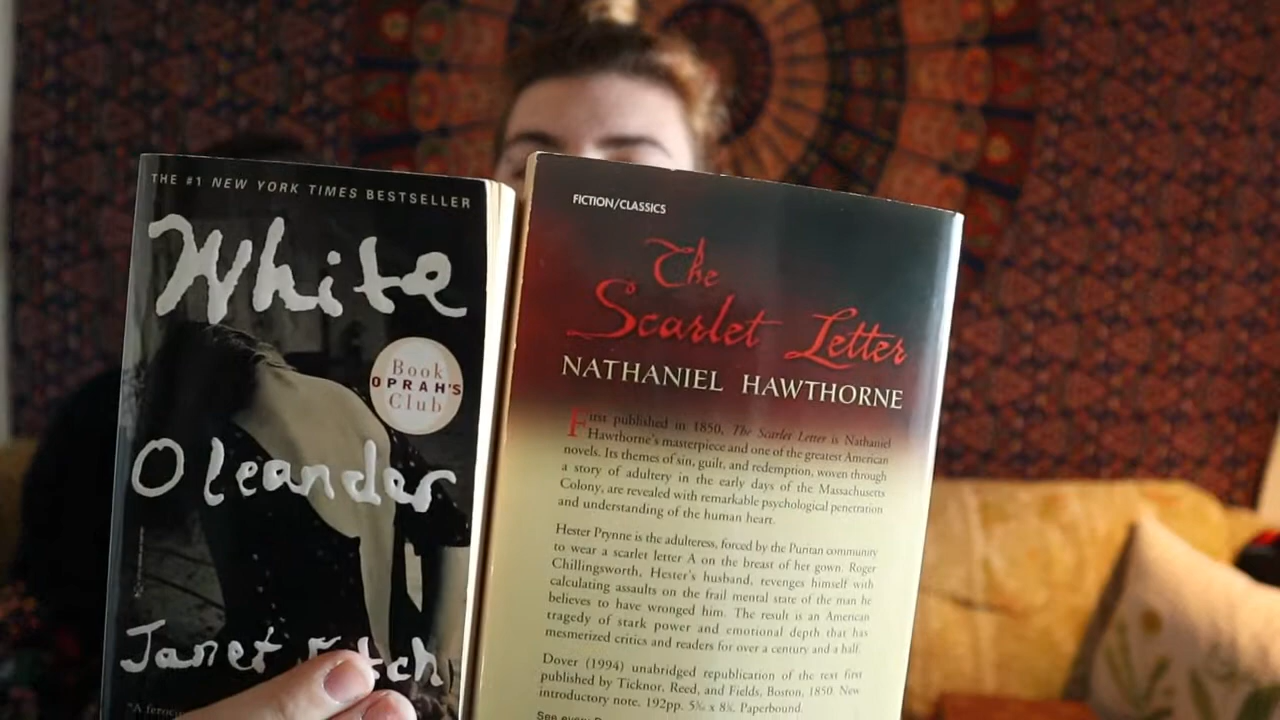 THE #1 NEW YORK TIMES BESTSELLER
White
Book
OPRAH'S
Club
Oleander
Janet Fitch
"A feroci
FICTION/CLASSICS
The
Scarlet Letter
NATHANIEL HAWTHORNE
First published in 1850, The Scarlet Letter is Nathaniel
Hawthorne's masterpiece and one of the greatest American
novels. Its themes of sin, guilt, and redemption, woven through
a story of adultery in the early days of the Massachusetts
Colony, are revealed with remarkable psychological penetration
and understanding of the human heart.
Hester Prynne is the adulteress, forced by the Puritan community
to wear a scarlet letter A on the breast of her gown. Roger
Chillingsworth, Hester's husband, revenges himself with
calculating assaults on the frail mental state of the man he
believes to have wronged him. The result is an American
tragedy of stark power and emotional depth that has
mesmerized critics and readers for over a century and a half.
Dover (1994) unabridged republication of the text first
published by Ticknor, Reed, and Fields, Boston, 1850. New
introductory note. 192pp. 5⅜ x 8¼. Paperbound.
See every